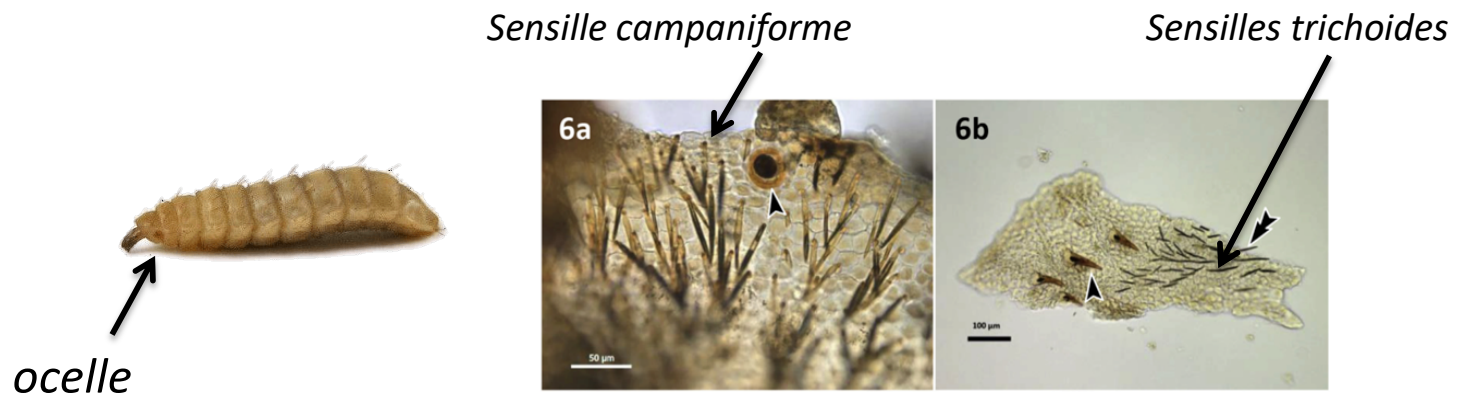 Sensille campaniforme
Sensilles trichoides
6a
6b
50 µm
100 µm
ocelle